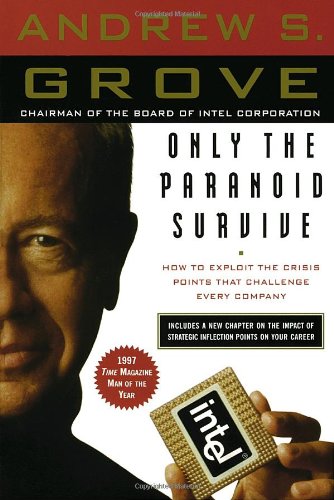 ANDREW S.
GROVE
CHAIRMAN OF THE BOARD OF INTEL CORPORATION
ONLY THE
PARANOID
SURVIVE
HOW TO EXPLOIT THE CRISIS
POINTS THAT CHALLENGE
EVERY COMPANY
INCLUDES A NEW CHAPTER ON THE IMPACT OF
STRATEGIC INFLECTION POINTS ON YOUR CAREER
1997
TIME MAGAZINE
MAN OF THE
YEAR
intel